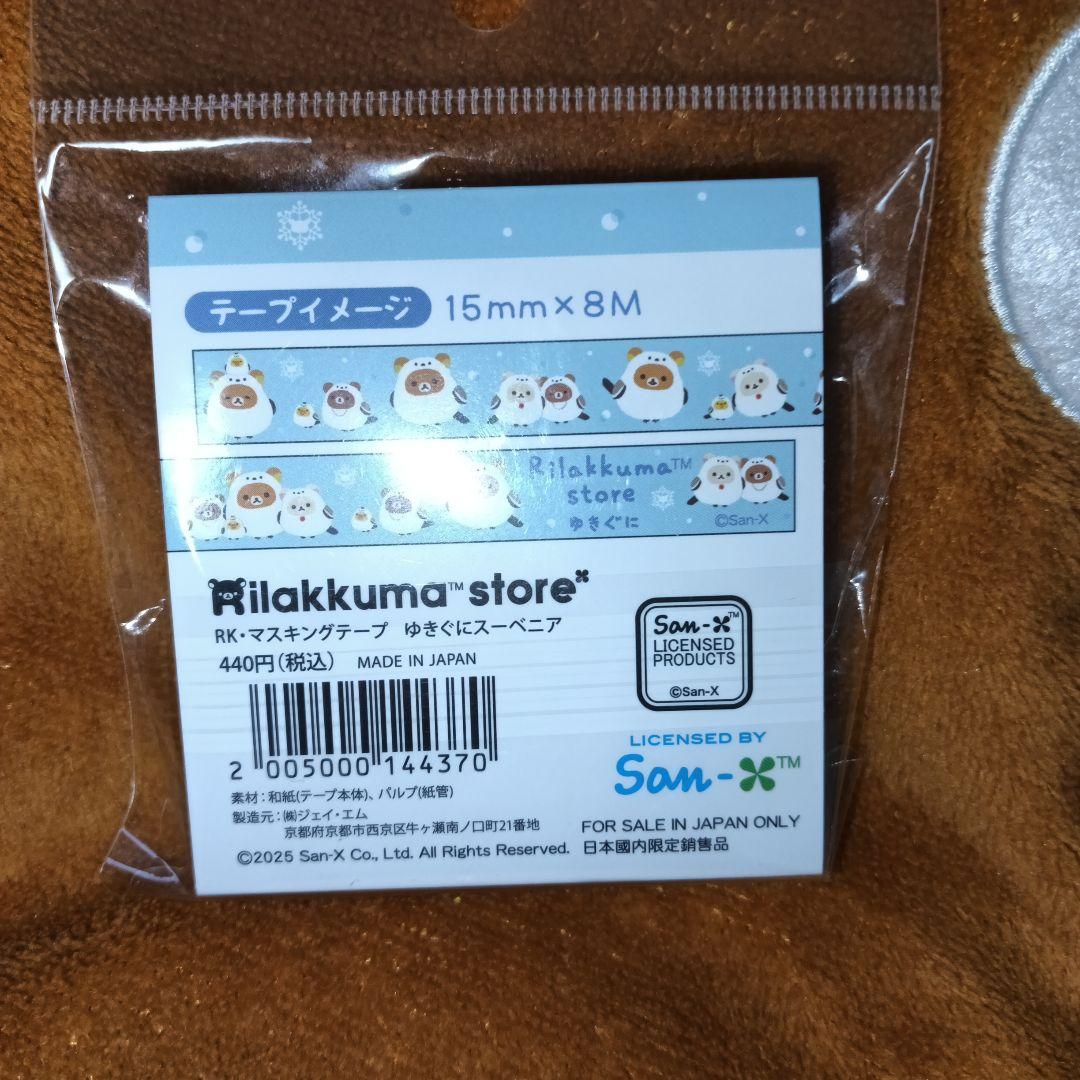 テープイメージ 15mm×8M
Rilakkuma™
store
ゆきぐに
©San-X
Rilakkuma™ store
RK・マスキングテープ ゆきぐにスーベニア
440円(税込) MADE IN JAPAN
San-X™
LICENSED
PRODUCTS
©San-X
2 005000 144370
LICENSED BY
San-X™
素材：和紙(テープ本体)、パルプ(紙管)
製造元：㈱ジェイ・エム
京都府京都市西京区牛ヶ瀬南ノ口町21番地
©2025 San-X Co., Ltd. All Rights Reserved.
FOR SALE IN JAPAN ONLY
日本國内限定銷售品